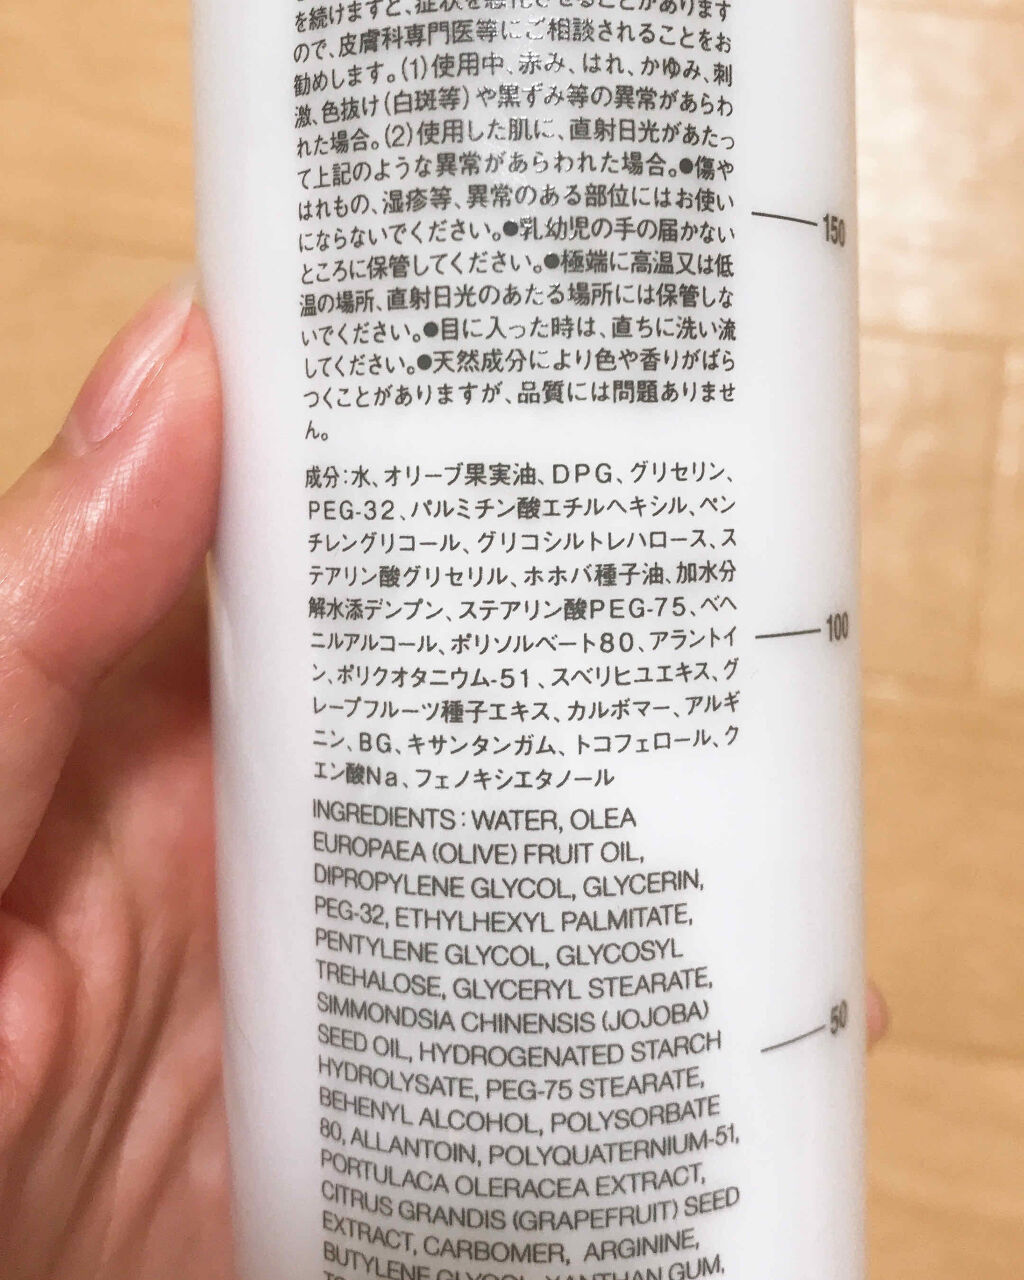 を続けますと、症状を悪化させることがあります
ので、皮膚科専門医等にご相談されることをお
勧めします。(1)使用中、赤み、はれ、かゆみ、刺
激、色抜け(白斑等)や黒ずみ等の異常があらわ
れた場合。(2)使用した肌に、直射日光があたっ
て上記のような異常があらわれた場合。●傷や
はれもの、湿疹等、異常のある部位にはお使い
にならないでください。●乳幼児の手の届かない
ところに保管してください。●極端に高温又は低
温の場所、直射日光のあたる場所には保管しな
いでください。●目に入った時は、直ちに洗い流
してください。●天然成分により色や香りがばら
つくことがありますが、品質には問題ありませ
ん。
成分:水、オリーブ果実油、DPG、グリセリン、
PEG-32、パルミチン酸エチルヘキシル、ペン
チレングリコール、グリコシルトレハロース、ス
テアリン酸グリセリル、ホホバ種子油、加水分
解水添デンプン、ステアリン酸PEG-75、ベヘ
ニルアルコール、ポリソルベート80、アラントイ
ン、ポリクオタニウム-51、スベリヒユエキス、グ
レープフルーツ種子エキス、カルボマー、アルギ
ニン、BG、キサンタンガム、トコフェロール、ク
エン酸Na、フェノキシエタノール
INGREDIENTS: WATER, OLEA
EUROPAEA (OLIVE) FRUIT OIL,
DIPROPYLENE GLYCOL, GLYCERIN,
PEG-32, ETHYLHEXYL PALMITATE,
PENTYLENE GLYCOL, GLYCOSYL
TREHALOSE, GLYCERYL STEARATE,
SIMMONDSIA CHINENSIS (JOJOBA)
SEED OIL, HYDROGENATED STARCH
HYDROLYSATE, PEG-75 STEARATE,
BEHENYL ALCOHOL, POLYSORBATE
80, ALLANTOIN, POLYQUATERNIUM-51,
PORTULACA OLERACEA EXTRACT,
CITRUS GRANDIS (GRAPEFRUIT) SEED
EXTRACT, CARBOMER, ARGININE,
BUTYLENE GLYCOL, XANTHAN GUM,
150
100
50